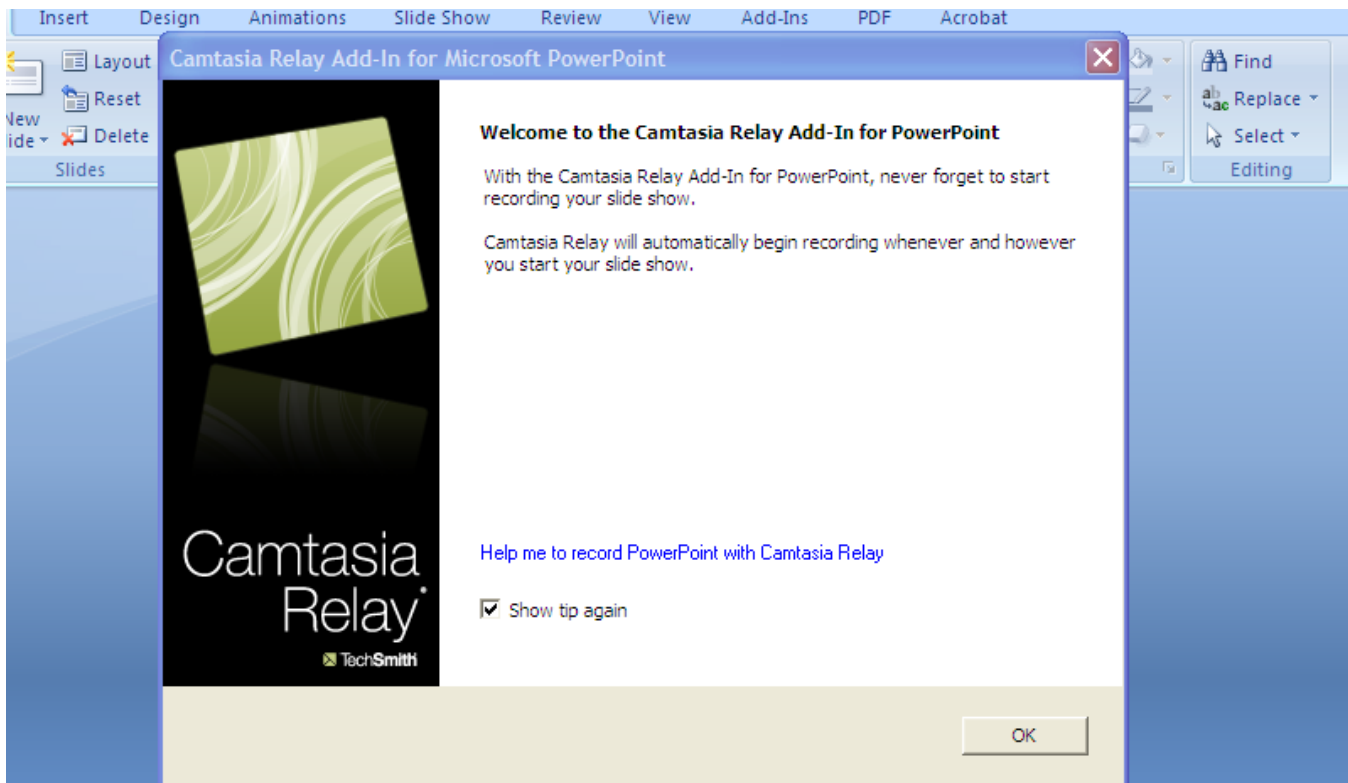 Insert Design Animations Slide Show Review View Add-Ins PDF Acrobat
Layout
Reset
New
Delete
Slides
Find
Replace
Select
Editing
Camtasia Relay Add-In for Microsoft PowerPoint
Welcome to the Camtasia Relay Add-In for PowerPoint
With the Camtasia Relay Add-In for PowerPoint, never forget to start
recording your slide show.
Camtasia Relay will automatically begin recording whenever and however
you start your slide show.
Help me to record PowerPoint with Camtasia Relay
Show tip again
Camtasia
Relay
TechSmith
OK